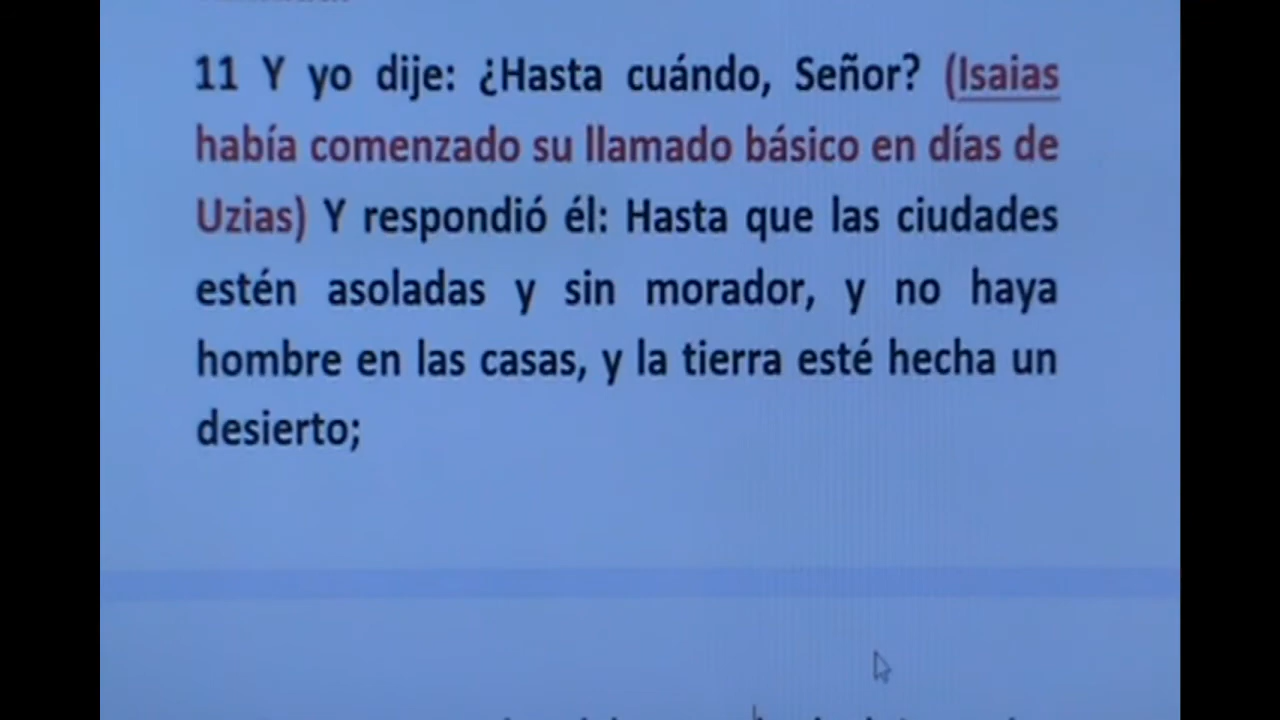 11 Y yo dije: ¿Hasta cuándo, Señor? (Isaias
había comenzado su llamado básico en días de
Uzias) Y respondió él: Hasta que las ciudades
estén asoladas y sin morador, y no haya
hombre en las casas, y la tierra esté hecha un
desierto;